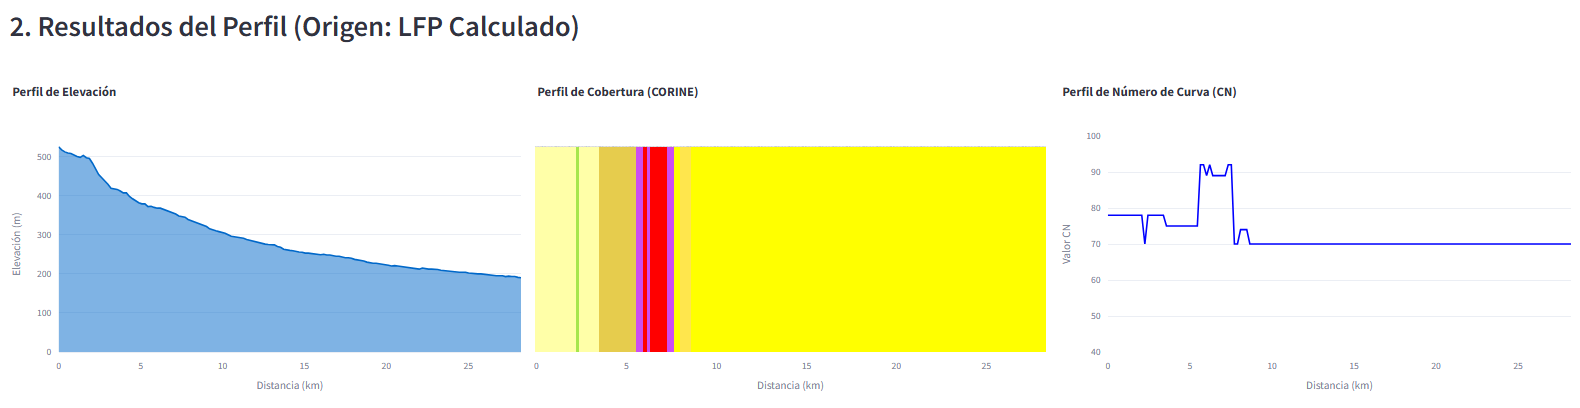 2. Resultados del Perfil (Origen: LFP Calculado)
Perfil de Elevación
500
400
300
200
100
0
Elevación (m)
0 5 10 15 20 25
Distancia (km)
Perfil de Cobertura (CORINE)
0 5 10 15 20 25
Distancia (km)
Perfil de Número de Curva (CN)
100
90
80
70
60
50
40
Valor CN
0 5 10 15 20 25
Distancia (km)